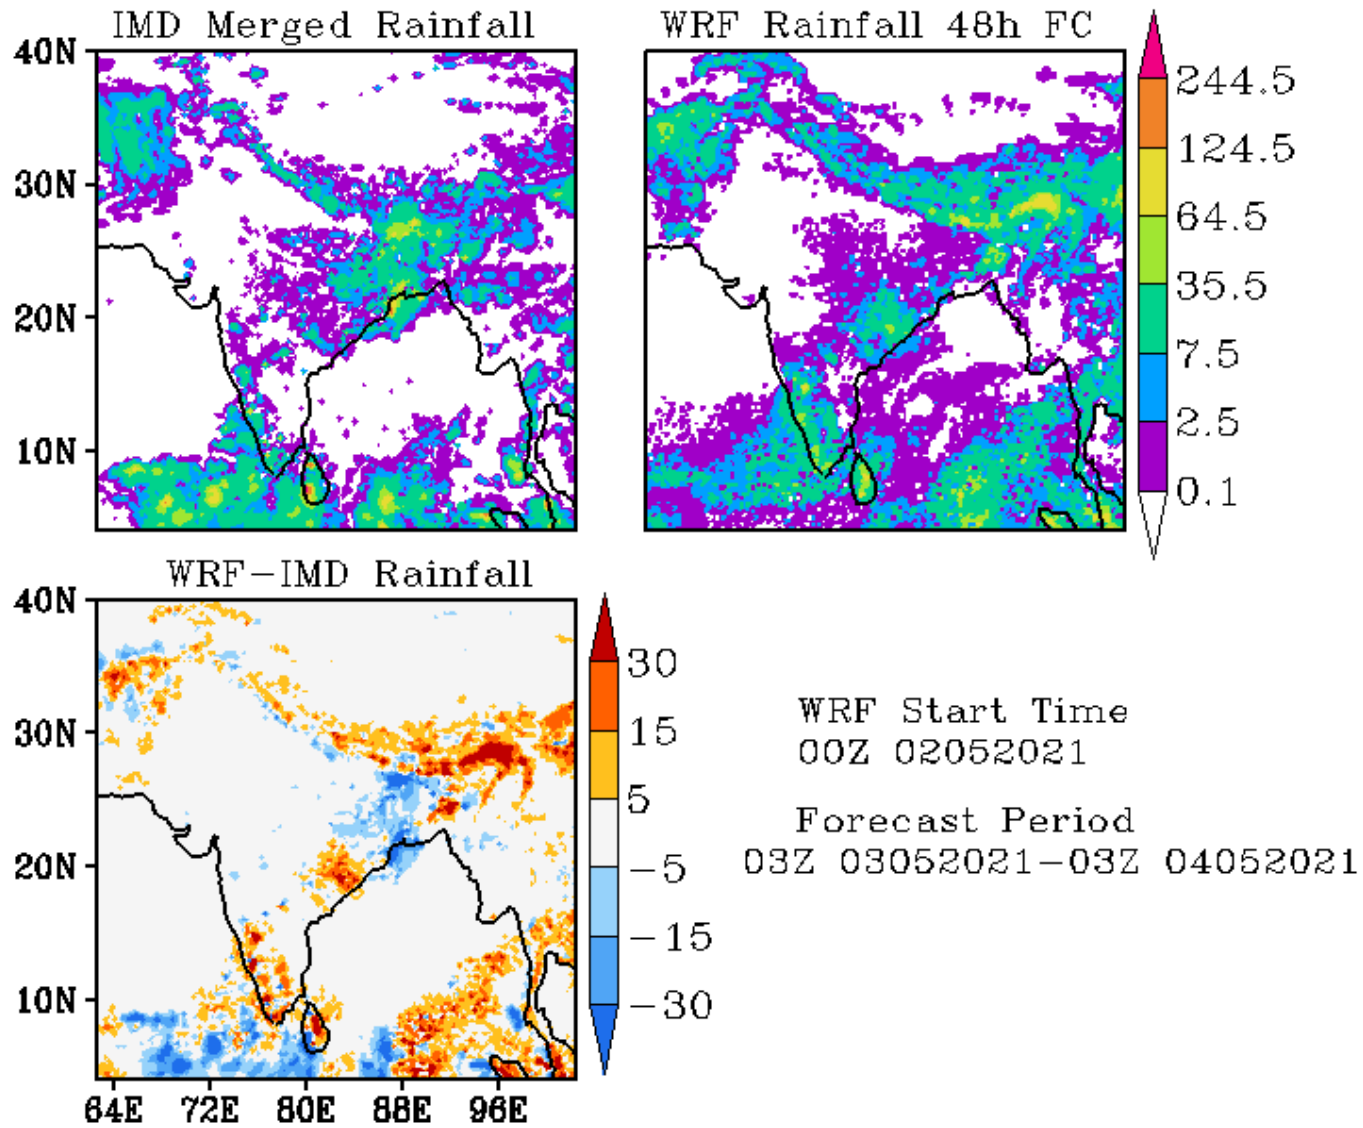 IMD Merged Rainfall
WRF Rainfall 48h FC
40N
30N
20N
10N
244.5
124.5
64.5
35.5
7.5
2.5
0.1
WRF-IMD Rainfall
40N
30N
20N
10N
64E 72E 80E 88E 96E
30
15
5
-5
-15
-30
WRF Start Time
00Z 02052021
Forecast Period
03Z 03052021-03Z 04052021